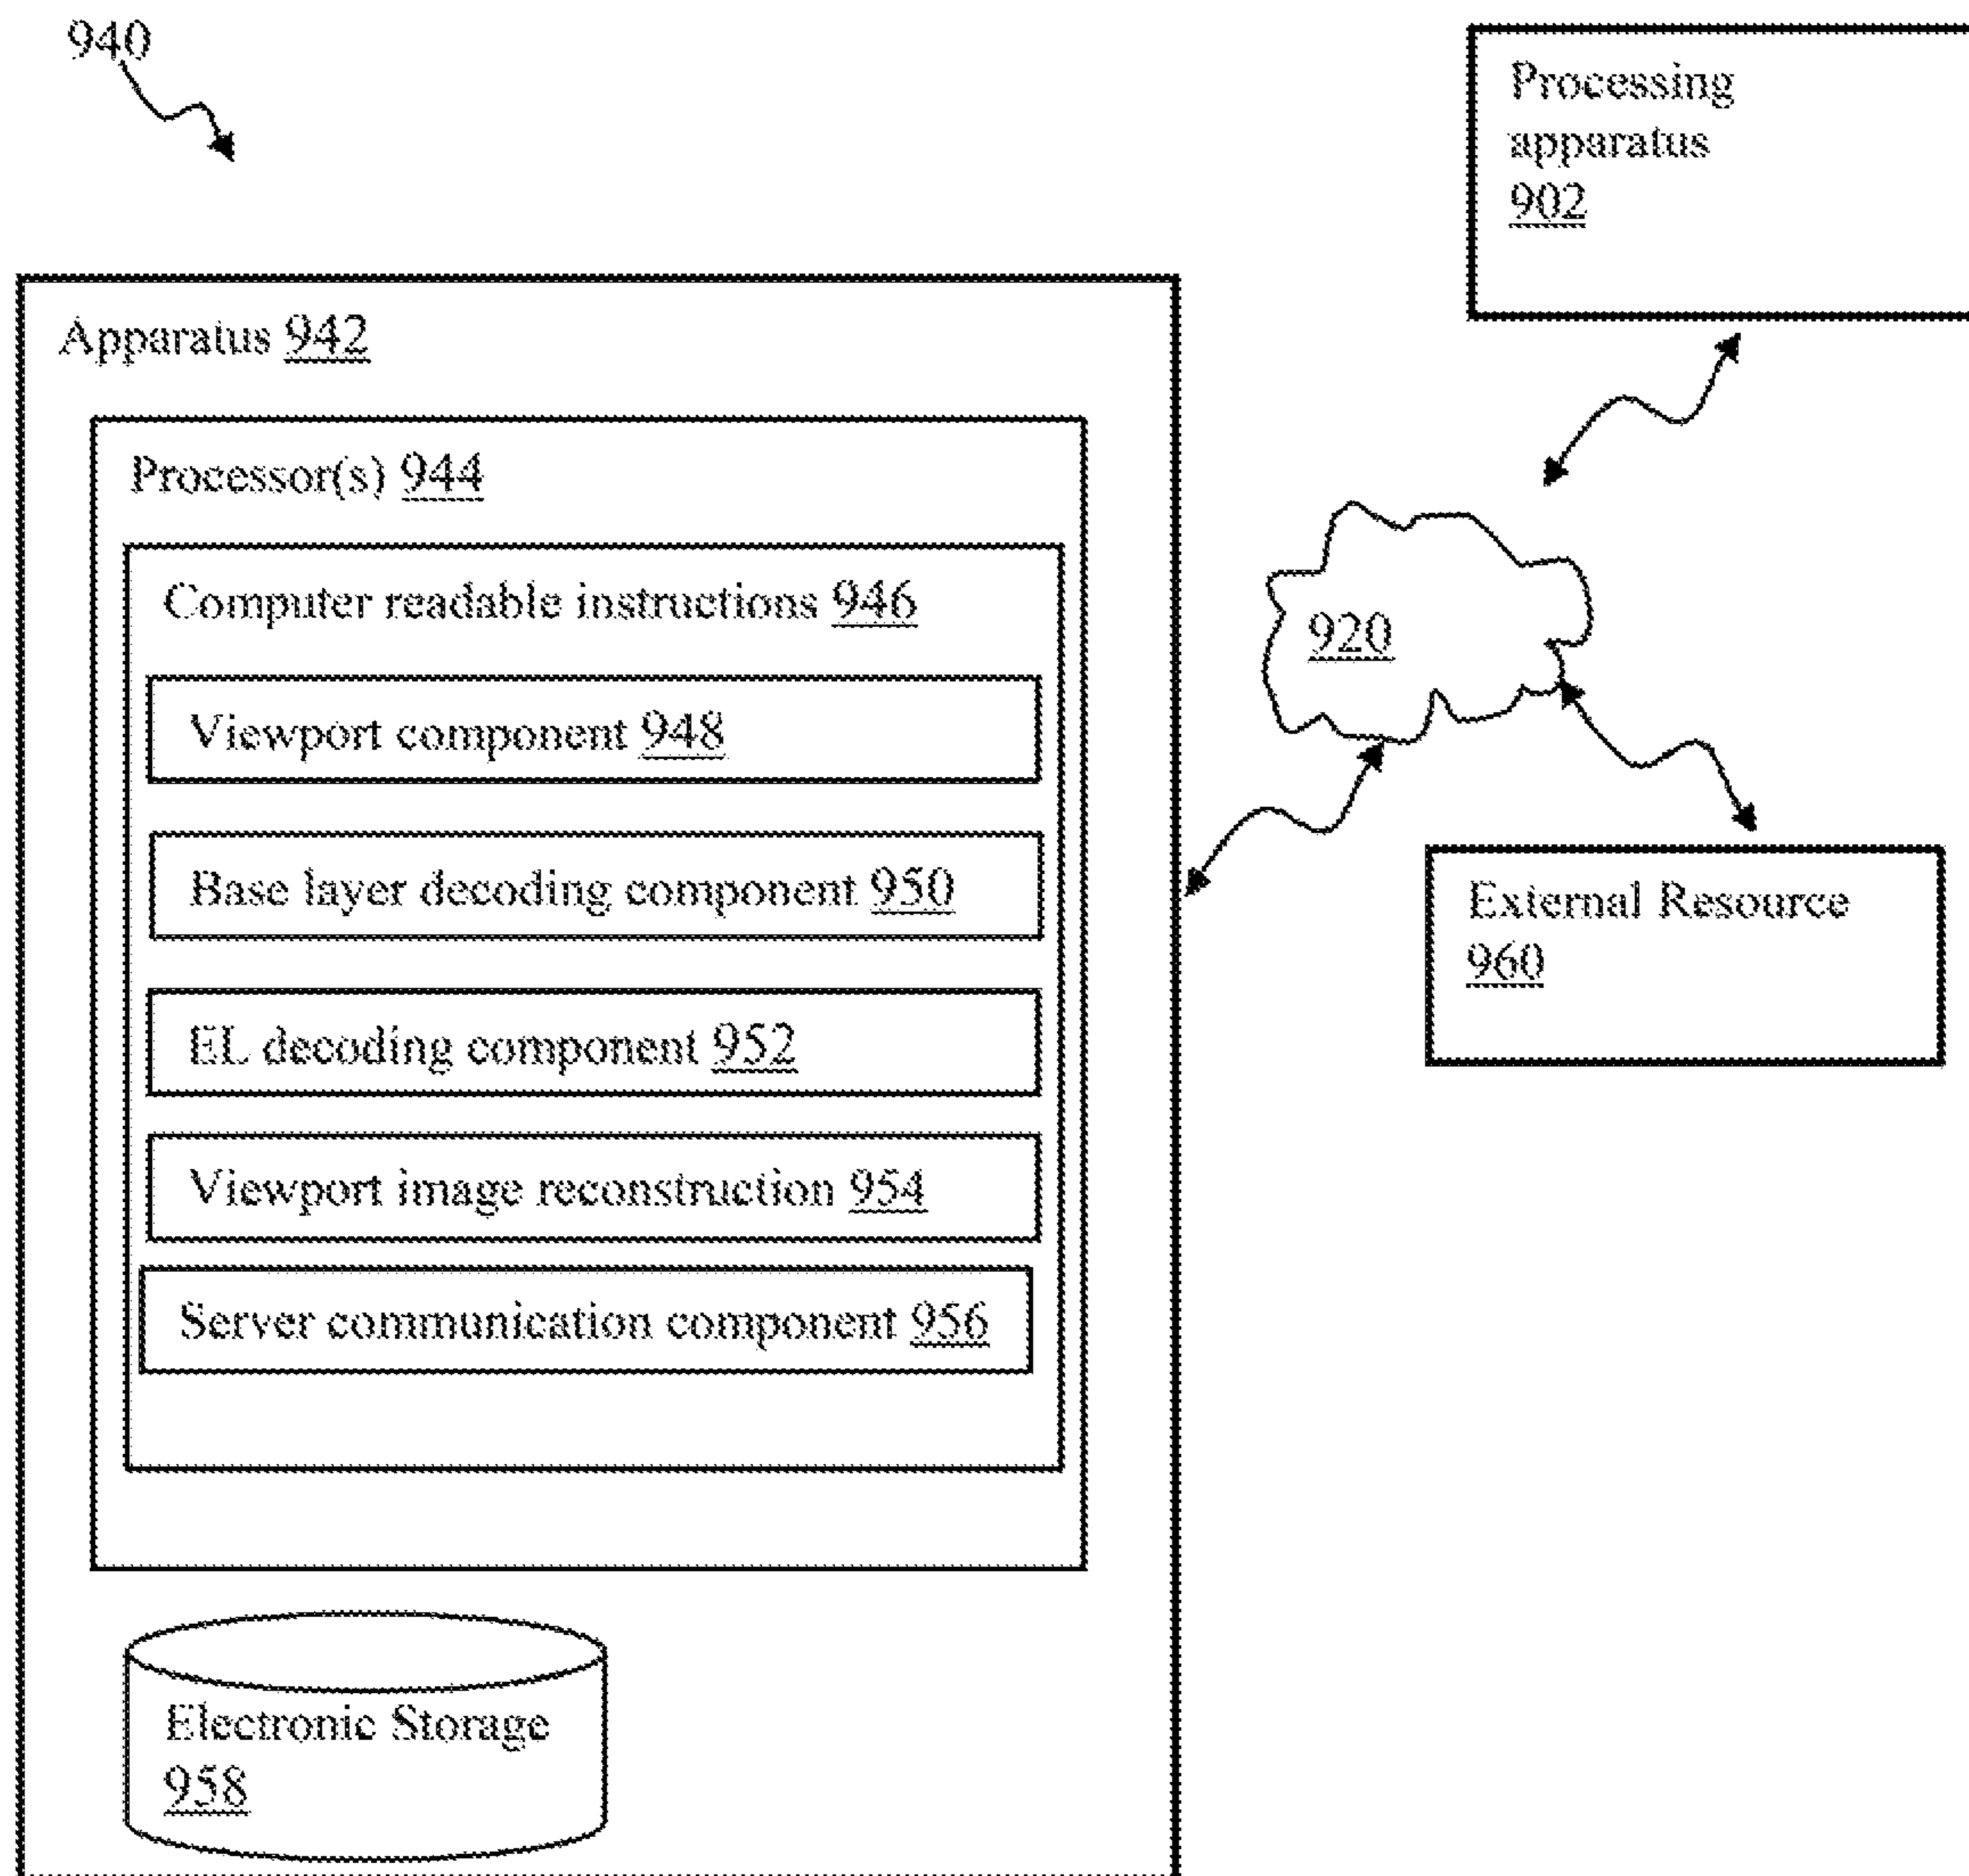 940
Processing
apparatus
902
Apparatus 942
Processor(s) 944
Computer readable instructions 946
Viewport component 948
Base layer decoding component 950
EL decoding component 952
Viewport image reconstruction 954
Server communication component 956
Electronic Storage
958
920
External Resource
960